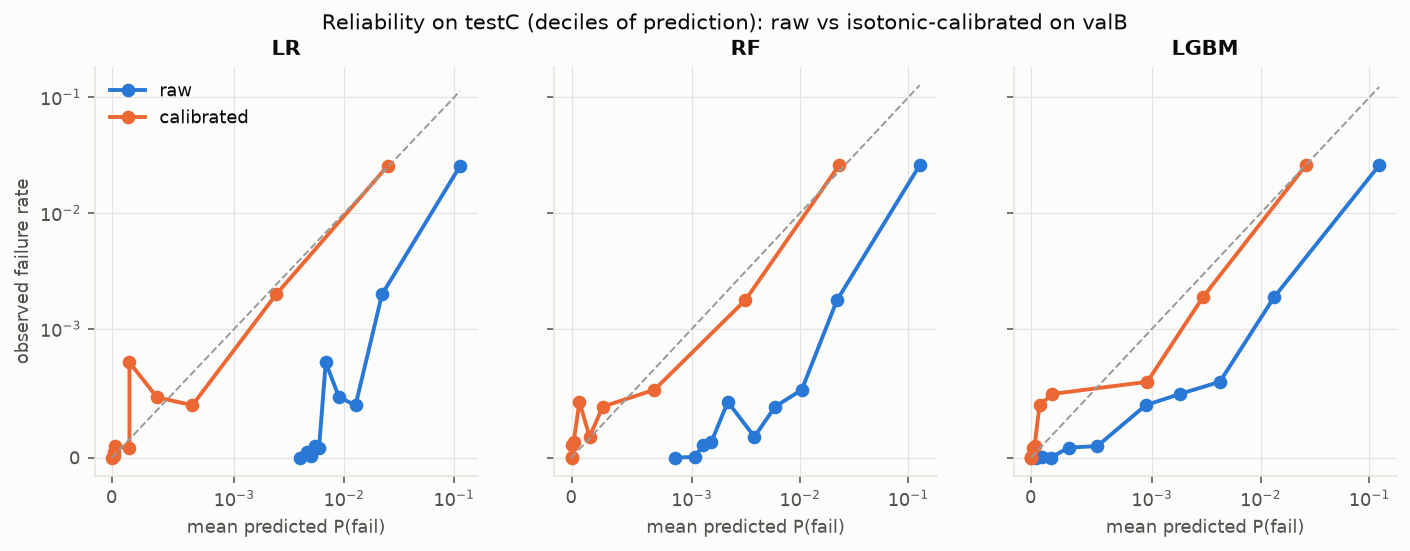 Reliability on testC (deciles of prediction): raw vs isotonic-calibrated on valB
LR
RF
LGBM
raw
calibrated
observed failure rate
10⁻¹
10⁻²
10⁻³
0
0
10⁻³
10⁻²
10⁻¹
mean predicted P(fail)
0
10⁻³
10⁻²
10⁻¹
mean predicted P(fail)
0
10⁻³
10⁻²
10⁻¹
mean predicted P(fail)